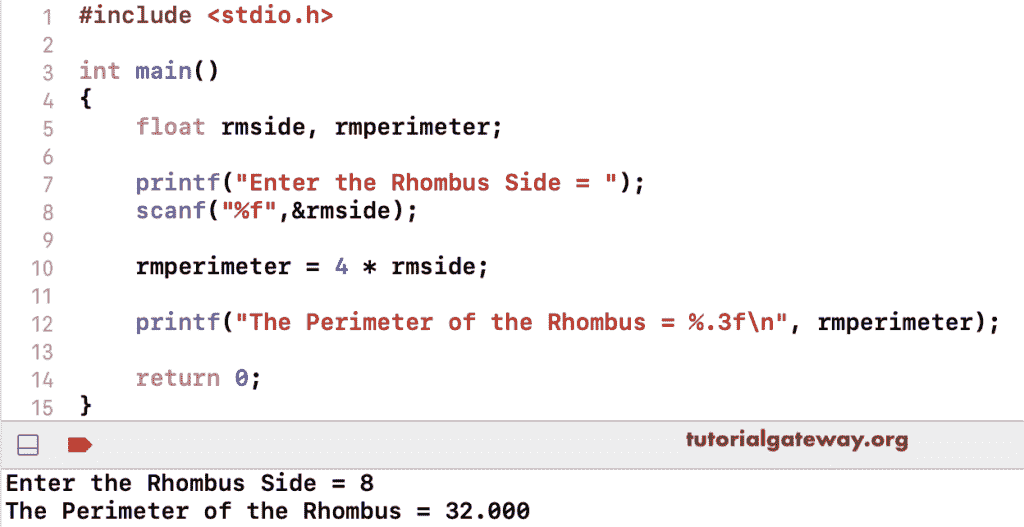 1 #include <stdio.h>
2
3 int main()
4 {
5 float rmside, rmperimeter;
6
7 printf("Enter the Rhombus Side = ");
8 scanf("%f",&rmside);
9
10 rmperimeter = 4 * rmside;
11
12 printf("The Perimeter of the Rhombus = %.3f\n", rmperimeter);
13
14 return 0;
15 }
tutorialgateway.org
Enter the Rhombus Side = 8
The Perimeter of the Rhombus = 32.000